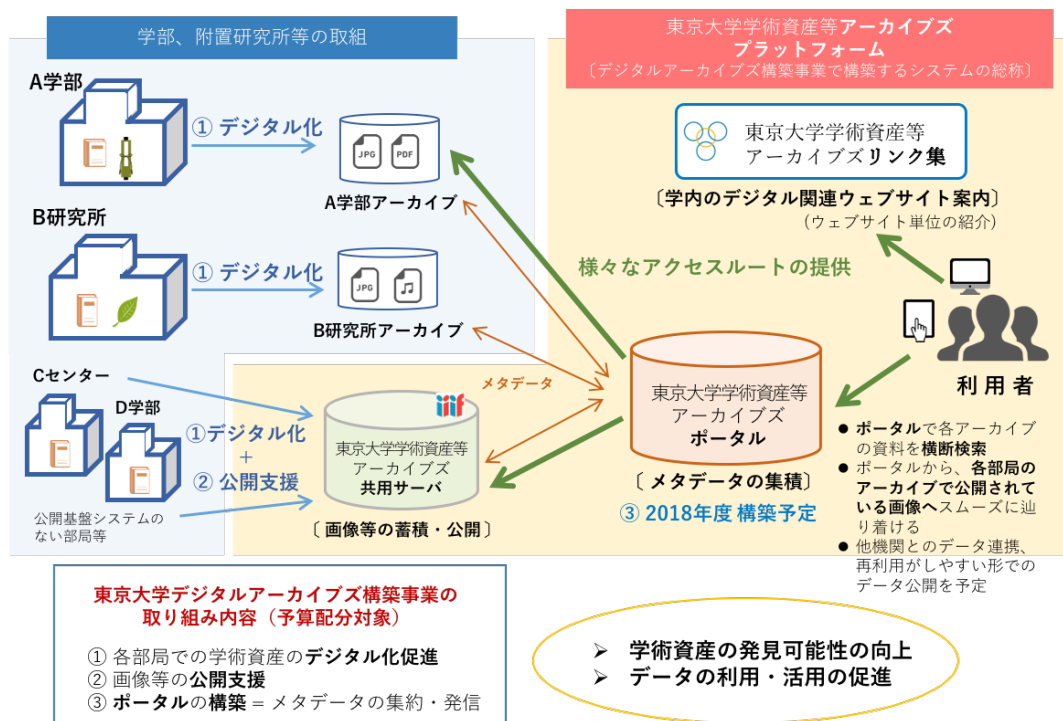 学部、附置研究所等の取組
A学部
① デジタル化
JPG
PDF
A学部アーカイブ
B研究所
① デジタル化
JPG
B研究所アーカイブ
Cセンター
D学部
①デジタル化
+
② 公開支援
公開基盤システムの
ない部局等
iiif
東京大学学術資産等
アーカイブズ
共用サーバ
〔 画像等の蓄積・公開 〕
メタデータ
東京大学学術資産等アーカイブズ
プラットフォーム
〔デジタルアーカイブズ構築事業で構築するシステムの総称〕
東京大学学術資産等
アーカイブズリンク集
〔学内のデジタル関連ウェブサイト案内〕
(ウェブサイト単位の紹介)
様々なアクセスルートの提供
東京大学学術資産等
アーカイブズ
ポータル
〔 メタデータの集積〕
③ 2018年度 構築予定
利用者
● ポータルで各アーカイブ
の資料を横断検索
● ポータルから、各部局の
アーカイブで公開されて
いる画像へスムーズに辿
り着ける
● 他機関とのデータ連携、
再利用がしやすい形での
データ公開を予定
東京大学デジタルアーカイブズ構築事業の
取り組み内容（予算配分対象）
① 各部局での学術資産のデジタル化促進
② 画像等の公開支援
③ ポータルの構築 = メタデータの集約・発信
➢ 学術資産の発見可能性の向上
➢ データの利用・活用の促進